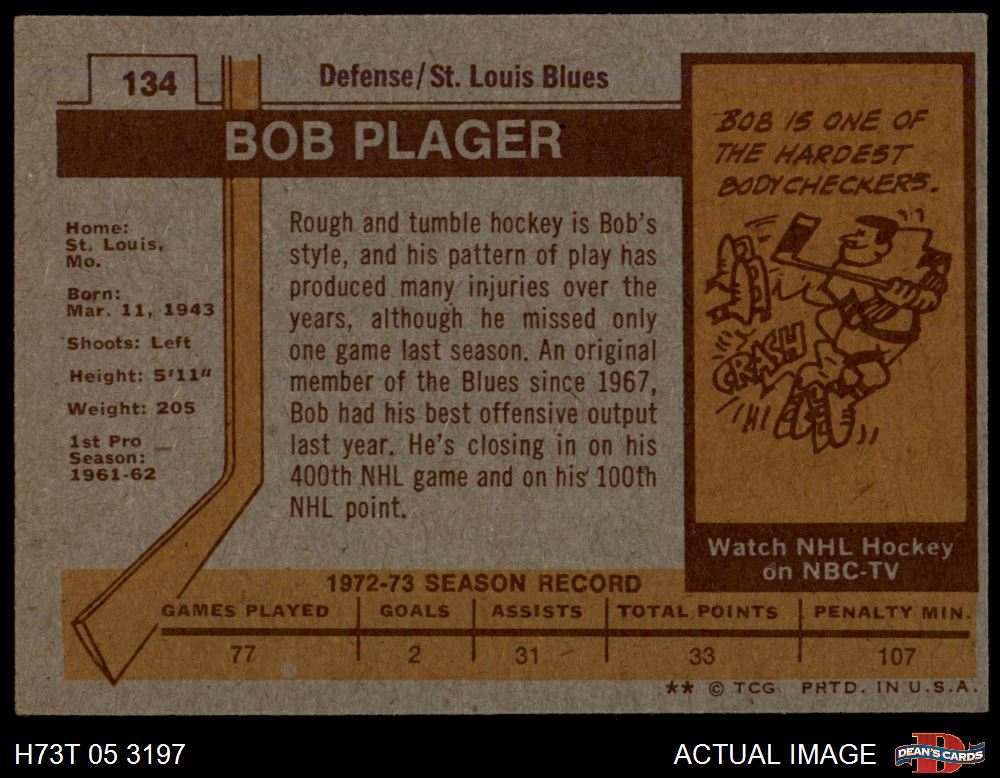 134
Defense/St. Louis Blues
BOB PLAGER
Home:
St. Louis,
Mo.
Born:
Mar. 11, 1943
Shoots: Left
Height: 5'11"
Weight: 205
1st Pro
Season:
1961-62
Rough and tumble hockey is Bob's
style, and his pattern of play has
produced many injuries over the
years, although he missed only
one game last season. An original
member of the Blues since 1967,
Bob had his best offensive output
last year. He's closing in on his
400th NHL game and on his 100th
NHL point.
BOB IS ONE OF
THE HARDEST
BODYCHECKERS.
CRASH
Watch NHL Hockey
on NBC-TV
1972-73 SEASON RECORD
GAMES PLAYED GOALS ASSISTS TOTAL POINTS PENALTY MIN.
77 2 31 33 107
** © TCG PRTD. IN U.S.A.
H73T 05 3197
ACTUAL IMAGE
DEAN'S CARDS